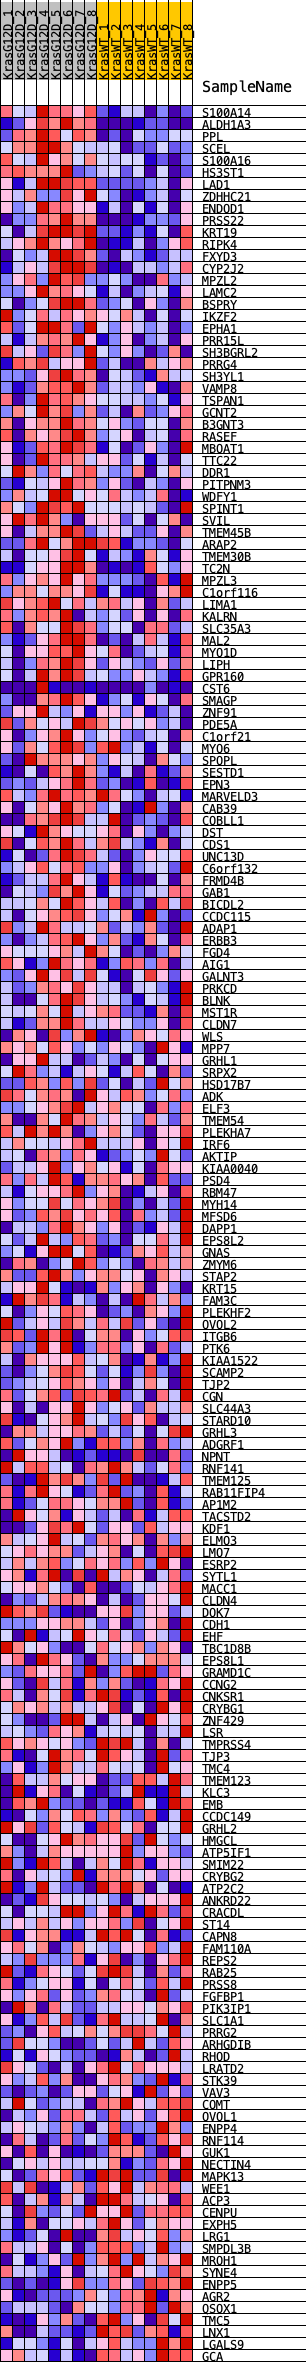 KrasG12D_1
KrasG12D_2
KrasG12D_3
KrasG12D_4
KrasG12D_5
KrasG12D_6
KrasG12D_7
KrasG12D_8
KrasWT_1
KrasWT_2
KrasWT_3
KrasWT_4
KrasWT_5
KrasWT_6
KrasWT_7
KrasWT_8
SampleName
S100A14
ALDH1A3
PPL
SCEL
S100A16
HS3ST1
LAD1
ZDHHC21
ENDOD1
PRSS22
KRT19
RIPK4
FXYD3
CYP2J2
MPZL2
LAMC2
BSPRY
IKZF2
EPHA1
PRR15L
SH3BGRL2
PRRG4
SH3YL1
VAMP8
TSPAN1
GCNT2
B3GNT3
RASEF
MBOAT1
TTC22
DDR1
PITPNM3
WDFY1
SPINT1
SVIL
TMEM45B
ARAP2
TMEM30B
TC2N
MPZL3
C1orf116
LIMA1
KALRN
SLC35A3
MAL2
MYO1D
LIPH
GPR160
CST6
SMAGP
ZNF91
PDE5A
C1orf21
MYO6
SPOPL
SESTD1
EPN3
MARVELD3
CAB39
COBLL1
DST
CDS1
UNC13D
C6orf132
FRMD4B
GAB1
BICDL2
CCDC115
ADAP1
ERBB3
FGD4
AIG1
GALNT3
PRKCD
BLNK
MST1R
CLDN7
WLS
MPP7
GRHL1
SRPX2
HSD17B7
ADK
ELF3
TMEM54
PLEKHA7
IRF6
AKTIP
KIAA0040
PSD4
RBM47
MYH14
MFSD6
DAPP1
EPS8L2
GNAS
ZMYM6
STAP2
KRT15
FAM3C
PLEKHF2
OVOL2
ITGB6
PTK6
KIAA1522
SCAMP2
TJP2
CGN
SLC44A3
STARD10
GRHL3
ADGRF1
NPNT
RNF141
TMEM125
RAB11FIP4
AP1M2
TACSTD2
KDF1
ELMO3
LMO7
ESRP2
SYTL1
MACC1
CLDN4
DOK7
CDH1
EHF
TBC1D8B
EPS8L1
GRAMD1C
CCNG2
CNKSR1
CRYBG1
ZNF429
LSR
TMPRSS4
TJP3
TMC4
TMEM123
KLC3
EMB
CCDC149
GRHL2
HMGCL
ATP5IF1
SMIM22
CRYBG2
ATP2C2
ANKRD22
CRACDL
ST14
CAPN8
FAM110A
REPS2
RAB25
PRSS8
FGFBP1
PIK3IP1
SLC1A1
PRRG2
ARHGDIB
RHOD
LRATD2
STK39
VAV3
COMT
OVOL1
ENPP4
RNF114
GUK1
NECTIN4
MAPK13
WEE1
ACP3
CENPU
EXPH5
LRG1
SMPDL3B
MROH1
SYNE4
ENPP5
AGR2
QSOX1
TMC5
LNX1
LGALS9
GCA